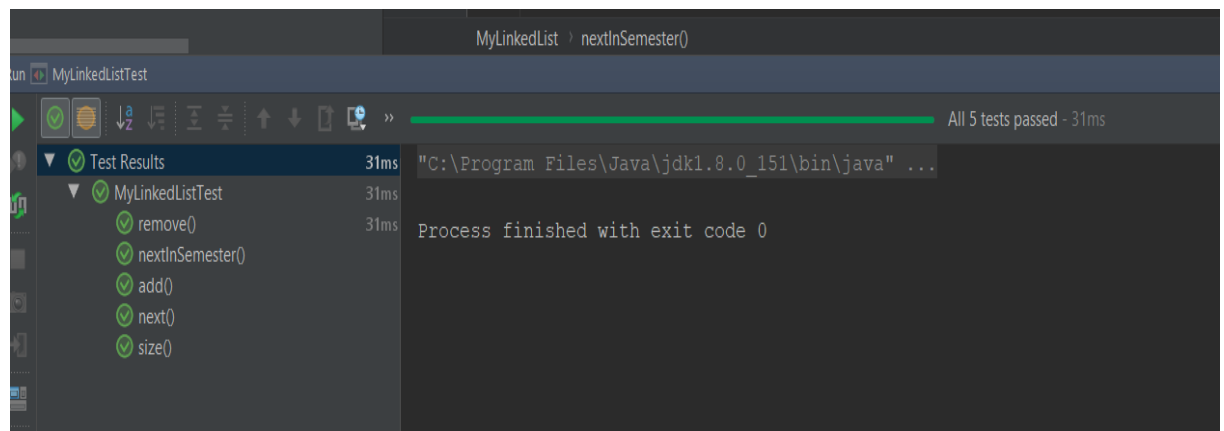 MyLinkedList › nextInSemester()
Run MyLinkedListTest
All 5 tests passed - 31ms
Test Results 31ms
"C:\Program Files\Java\jdk1.8.0_151\bin\java" ...
MyLinkedListTest 31ms
remove() 31ms
Process finished with exit code 0
nextInSemester()
add()
next()
size()